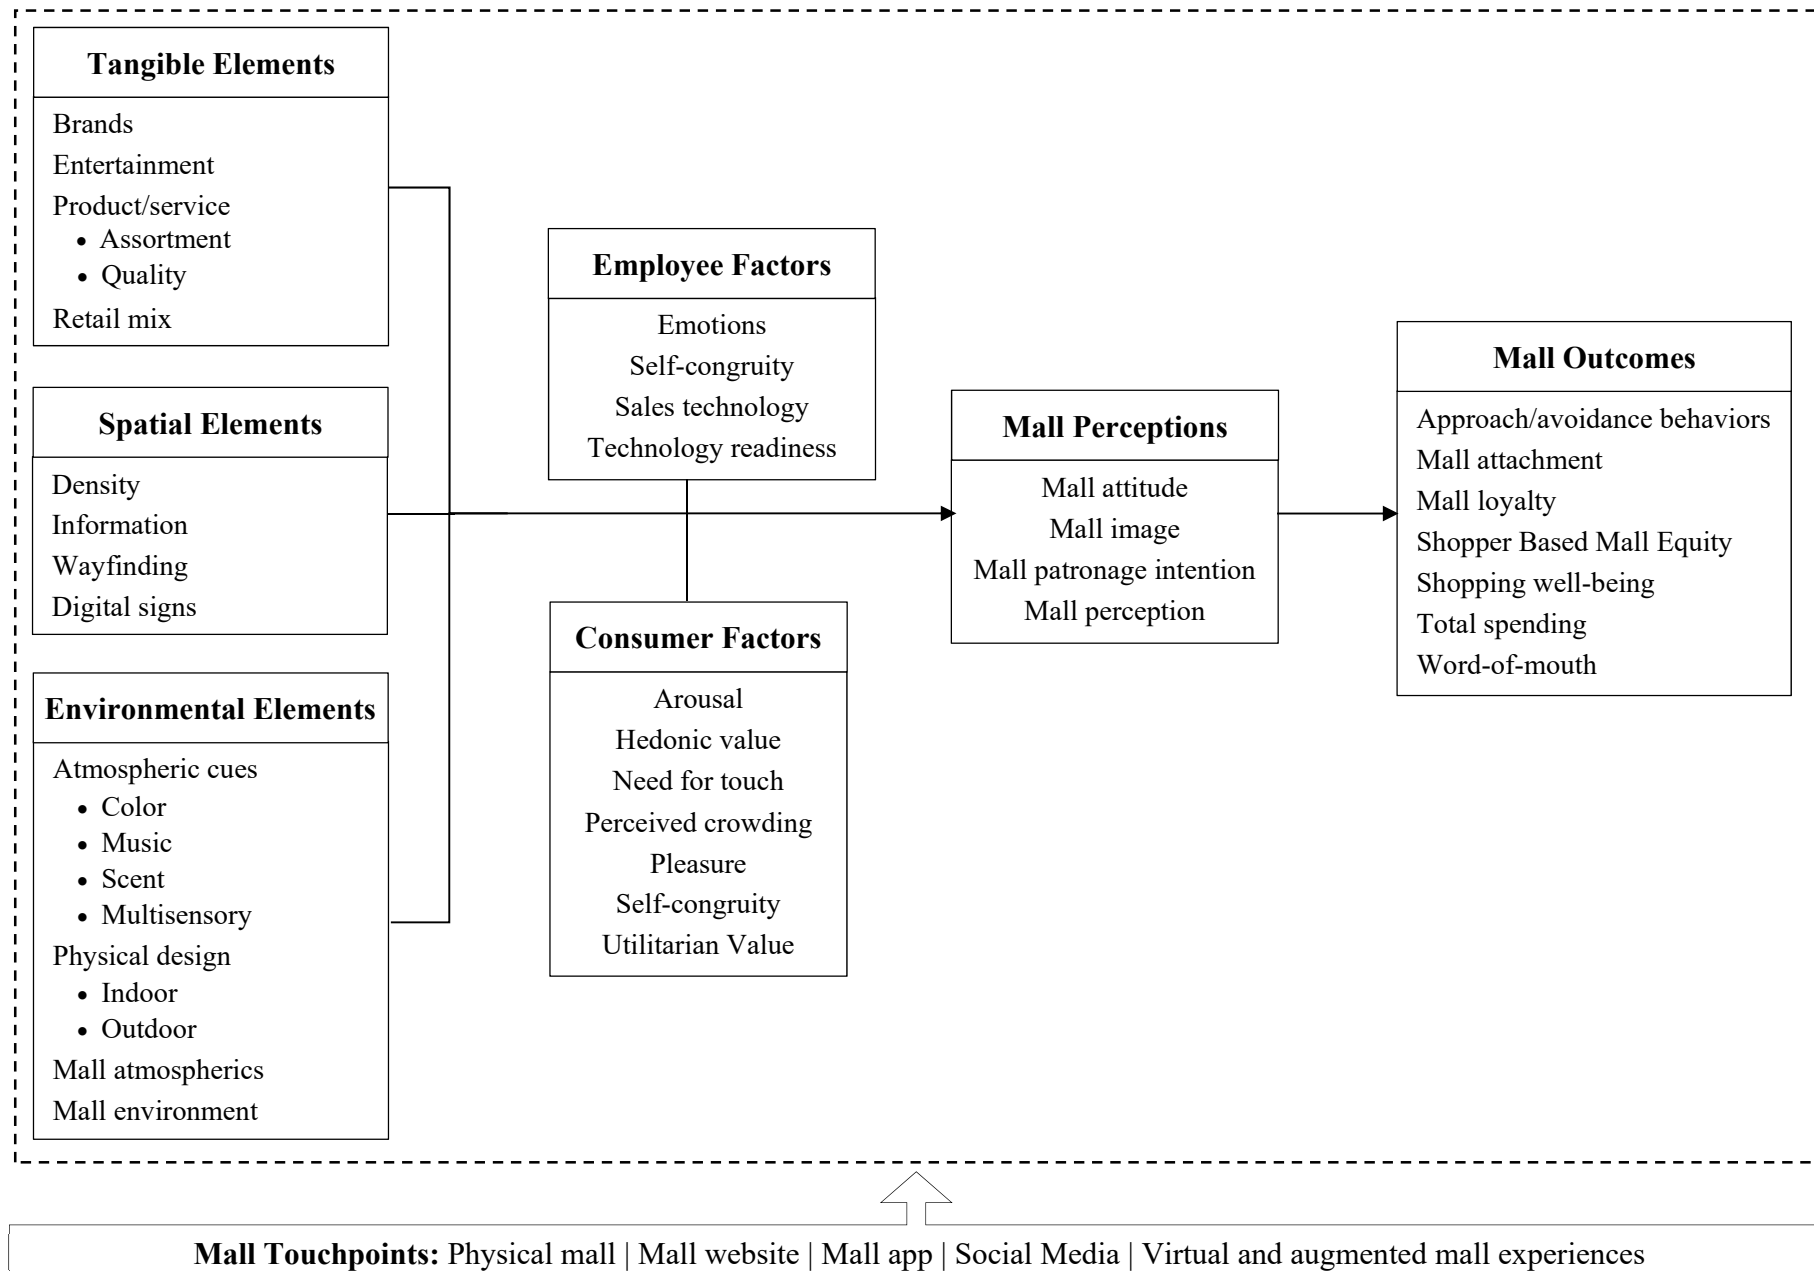 Tangible Elements
Brands
Entertainment
Product/service
• Assortment
• Quality
Retail mix
Spatial Elements
Density
Information
Wayfinding
Digital signs
Environmental Elements
Atmospheric cues
• Color
• Music
• Scent
• Multisensory
Physical design
• Indoor
• Outdoor
Mall atmospherics
Mall environment
Employee Factors
Emotions
Self-congruity
Sales technology
Technology readiness
Consumer Factors
Arousal
Hedonic value
Need for touch
Perceived crowding
Pleasure
Self-congruity
Utilitarian Value
Mall Perceptions
Mall attitude
Mall image
Mall patronage intention
Mall perception
Mall Outcomes
Approach/avoidance behaviors
Mall attachment
Mall loyalty
Shopper Based Mall Equity
Shopping well-being
Total spending
Word-of-mouth
Mall Touchpoints: Physical mall | Mall website | Mall app | Social Media | Virtual and augmented mall experiences